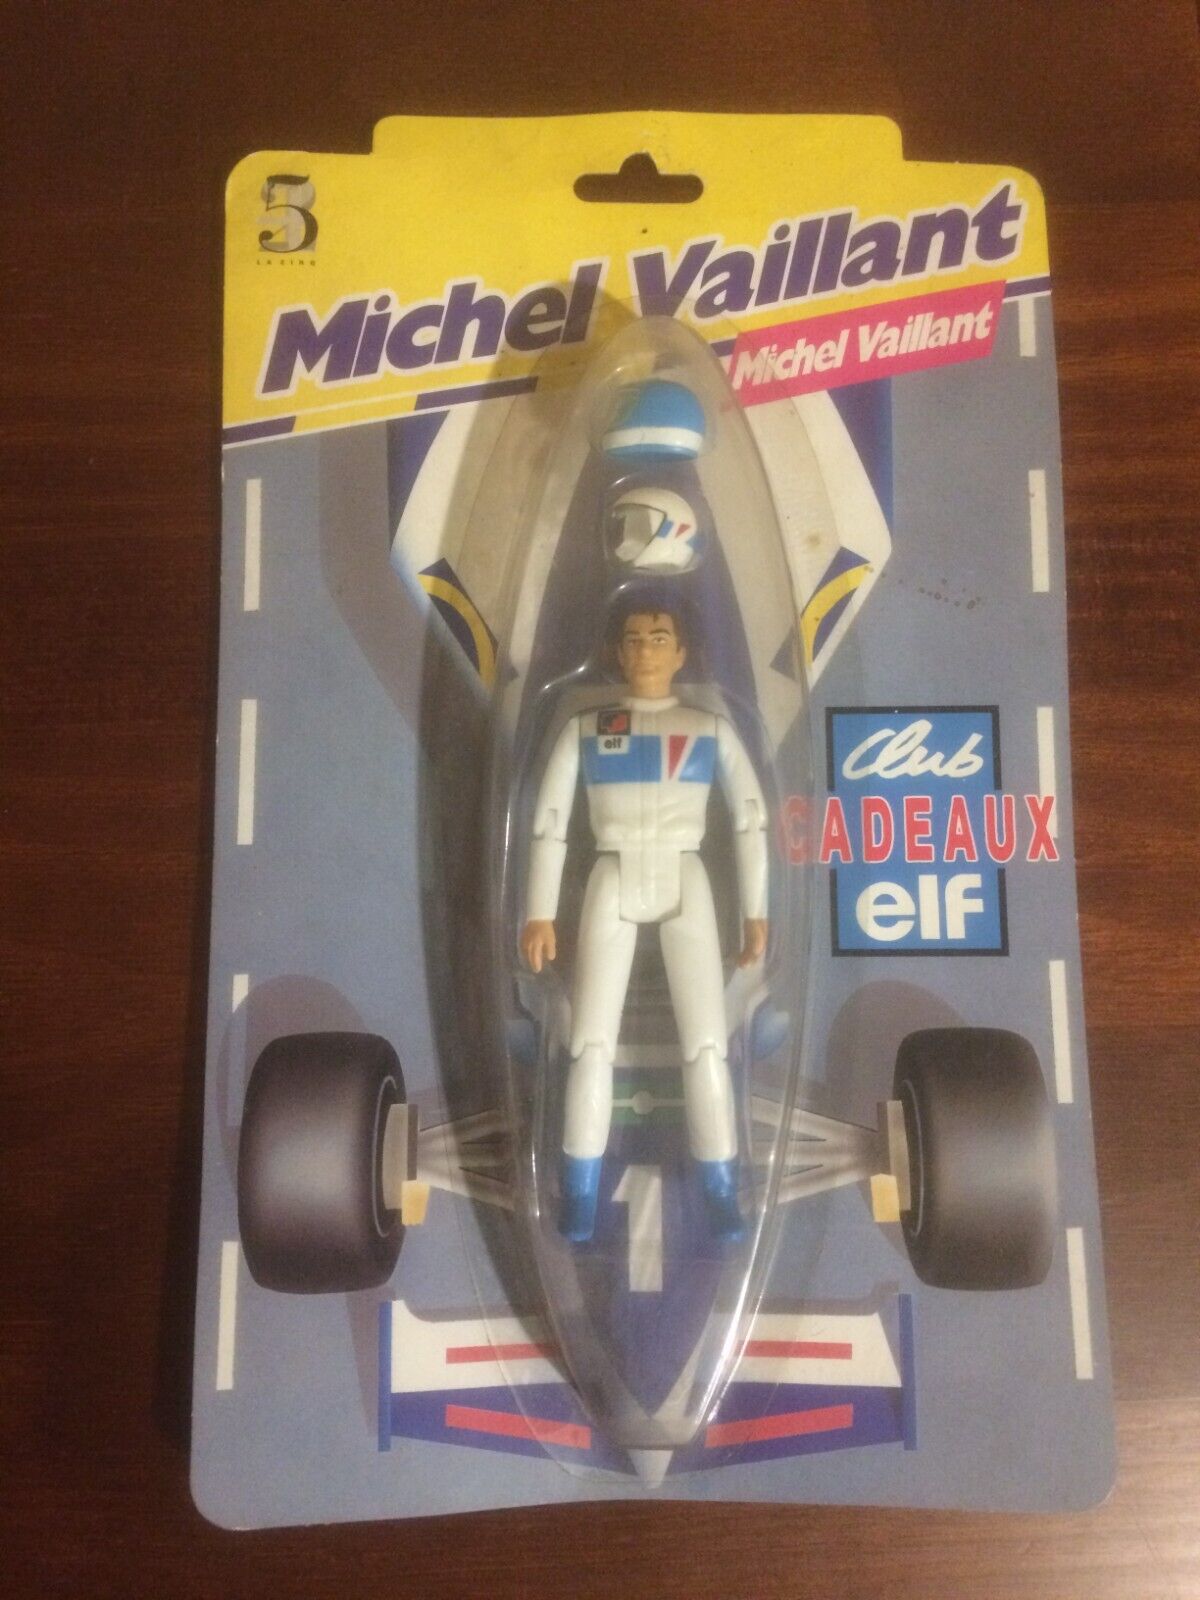 5
LA CINQ
Michel Vaillant
Michel Vaillant
elf
Club
CADEAUX
elf
1